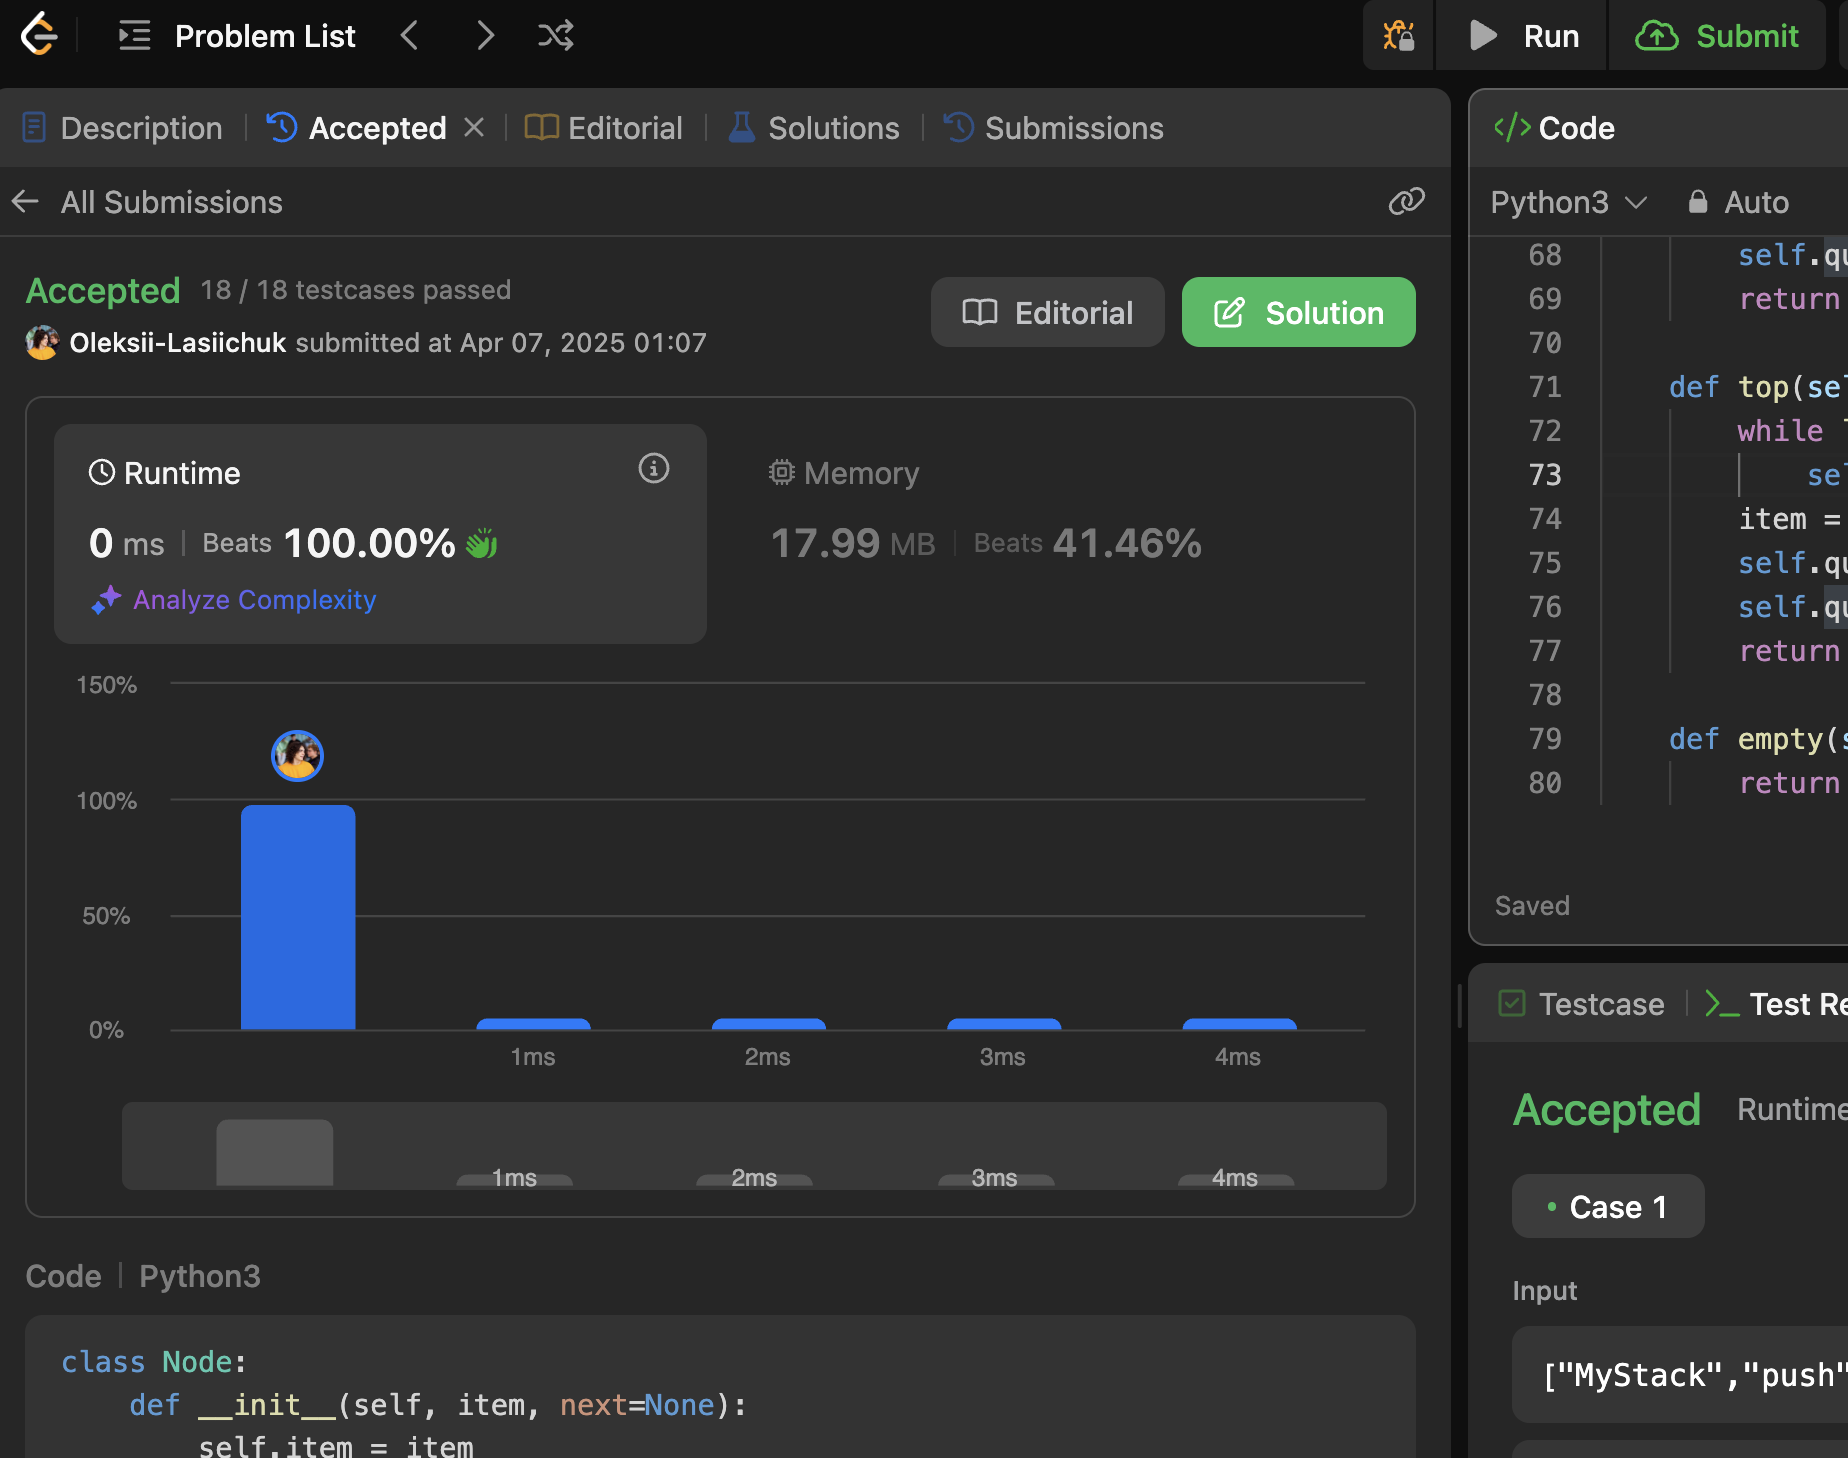 Problem List
Run
Submit
Description
Accepted
Editorial
Solutions
Submissions
All Submissions
Accepted 18 / 18 testcases passed
Oleksii-Lasiichuk submitted at Apr 07, 2025 01:07
Editorial
Solution
Runtime
0 ms | Beats 100.00%
Analyze Complexity
Memory
17.99 MB | Beats 41.46%
150%
100%
50%
0%
1ms
2ms
3ms
4ms
1ms
2ms
3ms
4ms
Code | Python3
class Node:
def __init__(self, item, next=None):
self.item = item
</> Code
Python3
Auto
68 self.qu
69 return
70
71 def top(sel
72 while
73 sel
74 item =
75 self.qu
76 self.qu
77 return
78
79 def empty(s
80 return
Saved
Testcase
Test Re
Accepted Runtime
Case 1
Input
["MyStack","push"